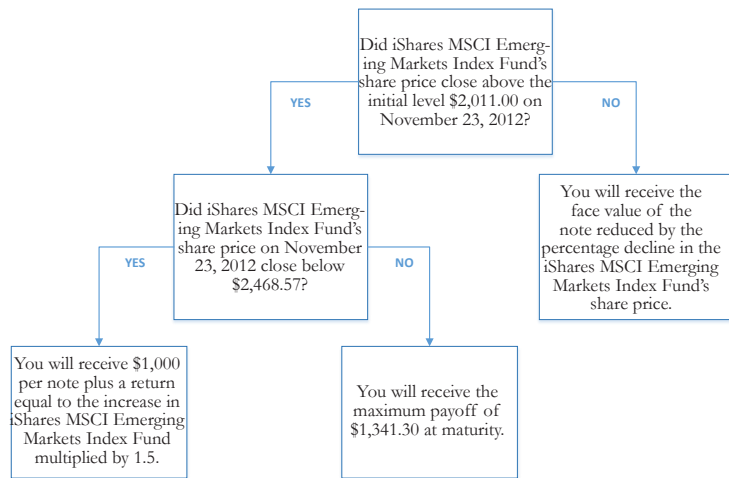 Did iShares MSCI Emerg-
ing Markets Index Fund's
share price close above the
initial level $2,011.00 on
November 23, 2012?
YES
NO
Did iShares MSCI Emerg-
ing Markets Index Fund's
share price on November
23, 2012 close below
$2,468.57?
You will receive the
face value of the
note reduced by the
percentage decline in the
iShares MSCI Emerging
Markets Index Fund's
share price.
YES
NO
You will receive $1,000
per note plus a return
equal to the increase in
iShares MSCI Emerging
Markets Index Fund
multiplied by 1.5.
You will receive the
maximum payoff of
$1,341.30 at maturity.